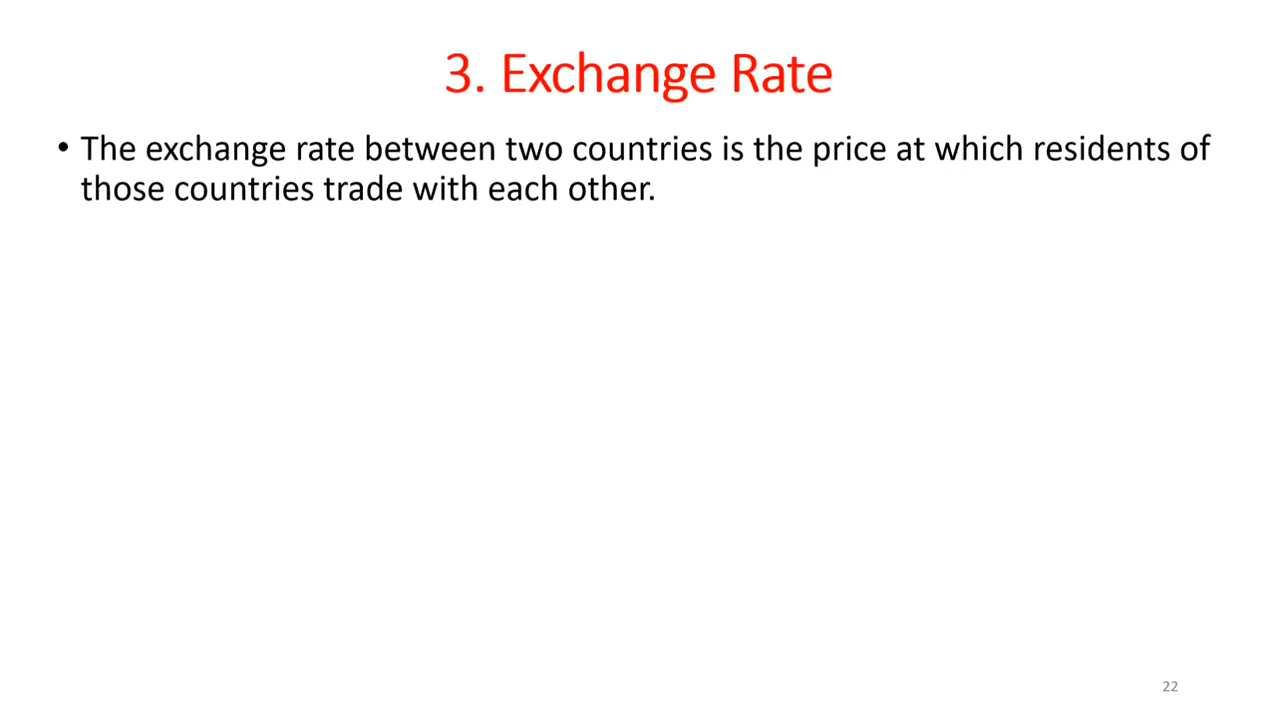 3. Exchange Rate
• The exchange rate between two countries is the price at which residents of
those countries trade with each other.
22